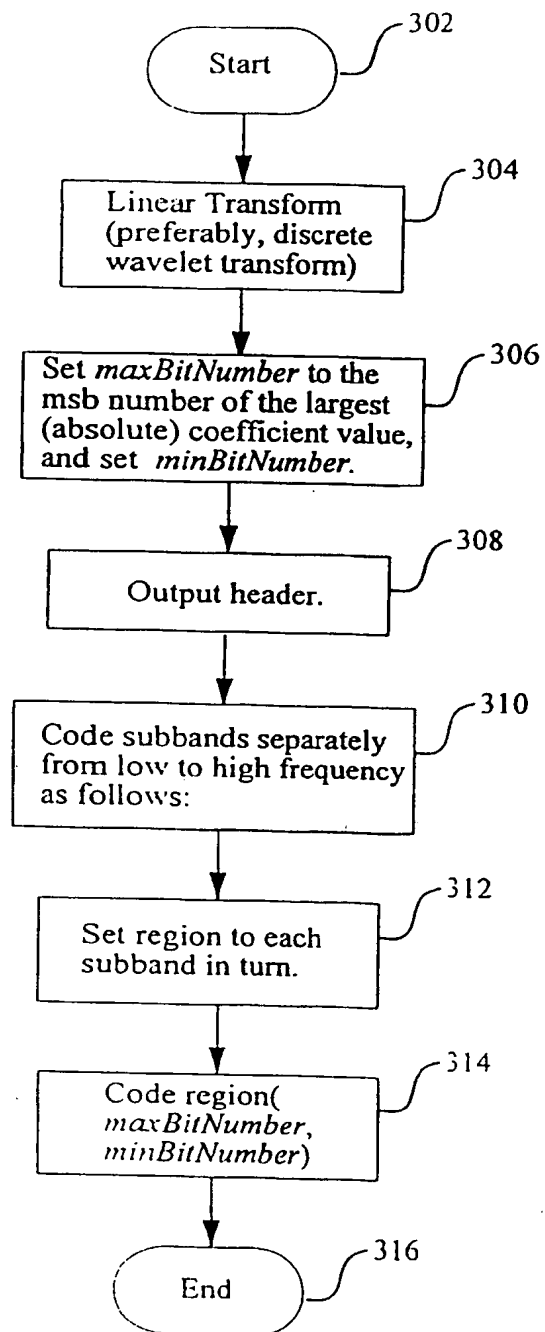 302
Start
304
Linear Transform
(preferably, discrete
wavelet transform)
306
Set maxBitNumber to the
msb number of the largest
(absolute) coefficient value,
and set minBitNumber.
308
Output header.
310
Code subbands separately
from low to high frequency
as follows:
312
Set region to each
subband in turn.
314
Code region(
maxBitNumber,
minBitNumber)
316
End